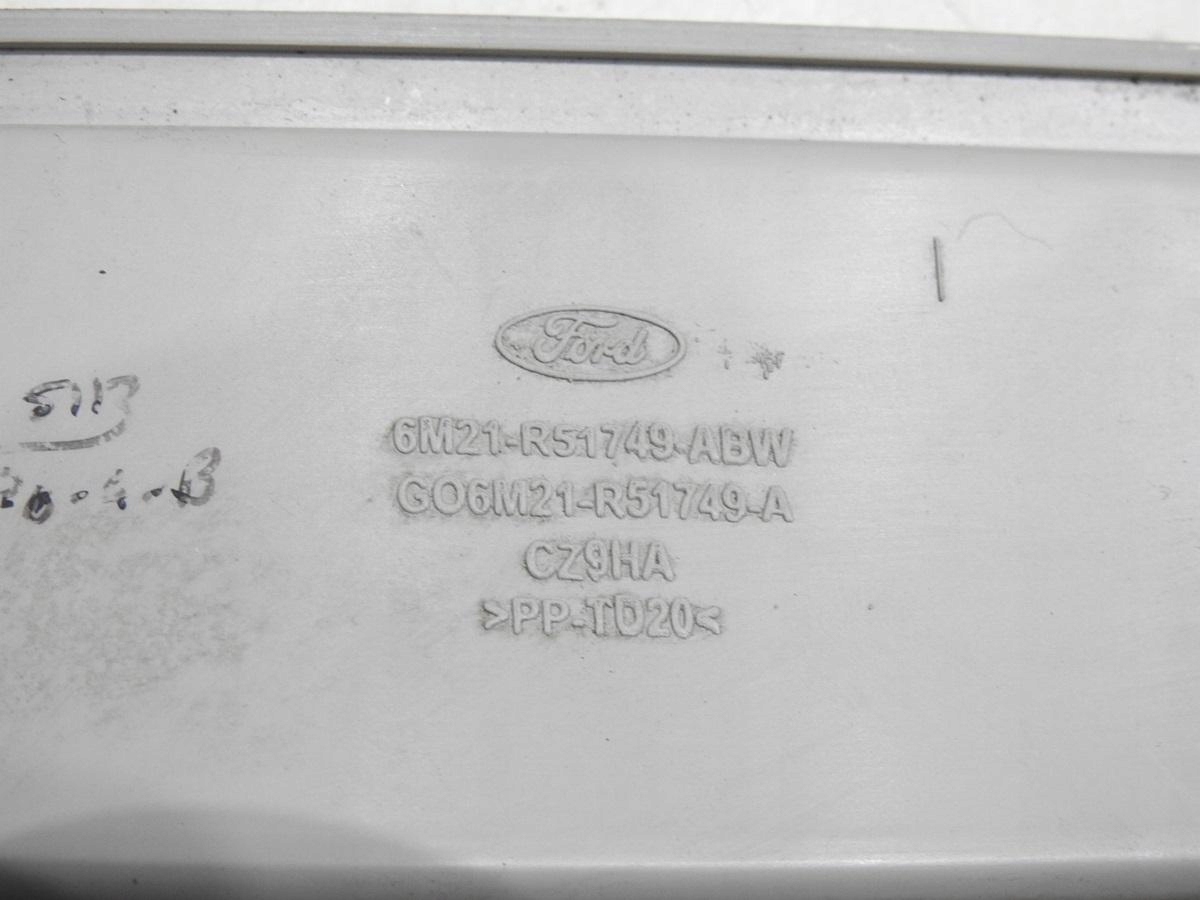 Ford
6M21-R51749-ABW
GO6M21-R51749-A
CZ9HA
>PP-TD20<